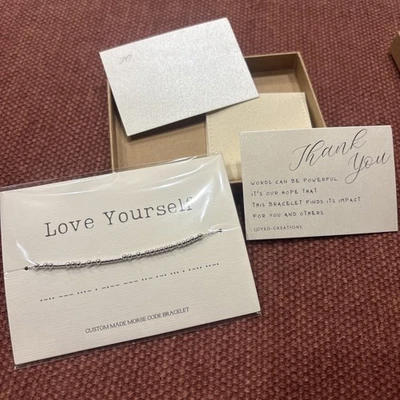 Love Yourself
CUSTOM MADE MORSE CODE BRACELET
Thank
You
WORDS CAN BE POWERFUL
IT'S OUR HOPE THAT
THIS BRACELET FINDS ITS IMPACT
FOR YOU AND OTHERS